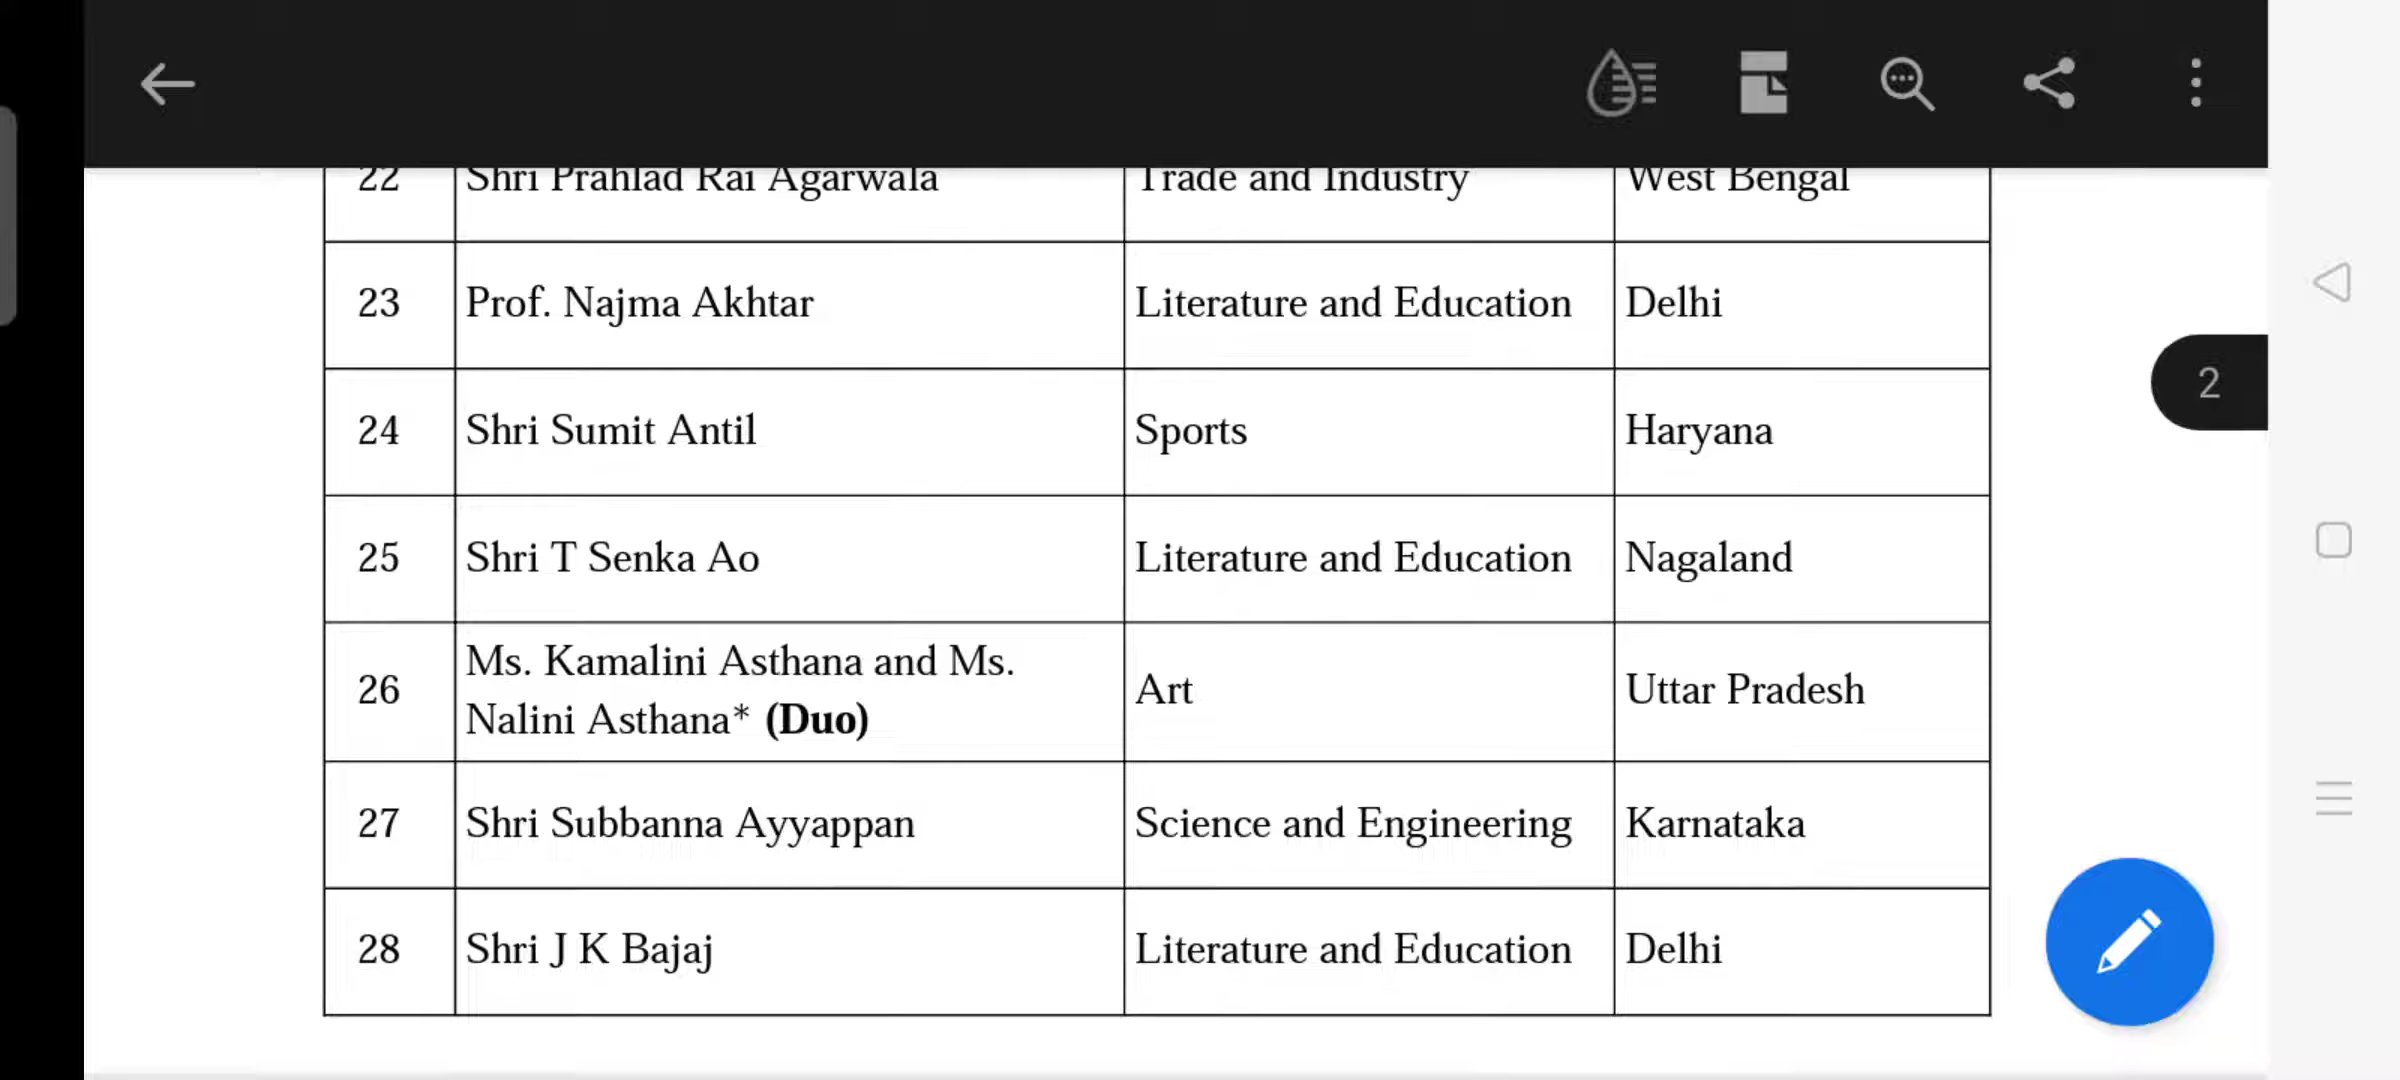 22 Shri Prahlad Rai Agarwala Trade and Industry West Bengal
23 Prof. Najma Akhtar Literature and Education Delhi
24 Shri Sumit Antil Sports Haryana
2
25 Shri T Senka Ao Literature and Education Nagaland
26 Ms. Kamalini Asthana and Ms. Art Uttar Pradesh
Nalini Asthana* (Duo)
27 Shri Subbanna Ayyappan Science and Engineering Karnataka
28 Shri J K Bajaj Literature and Education Delhi